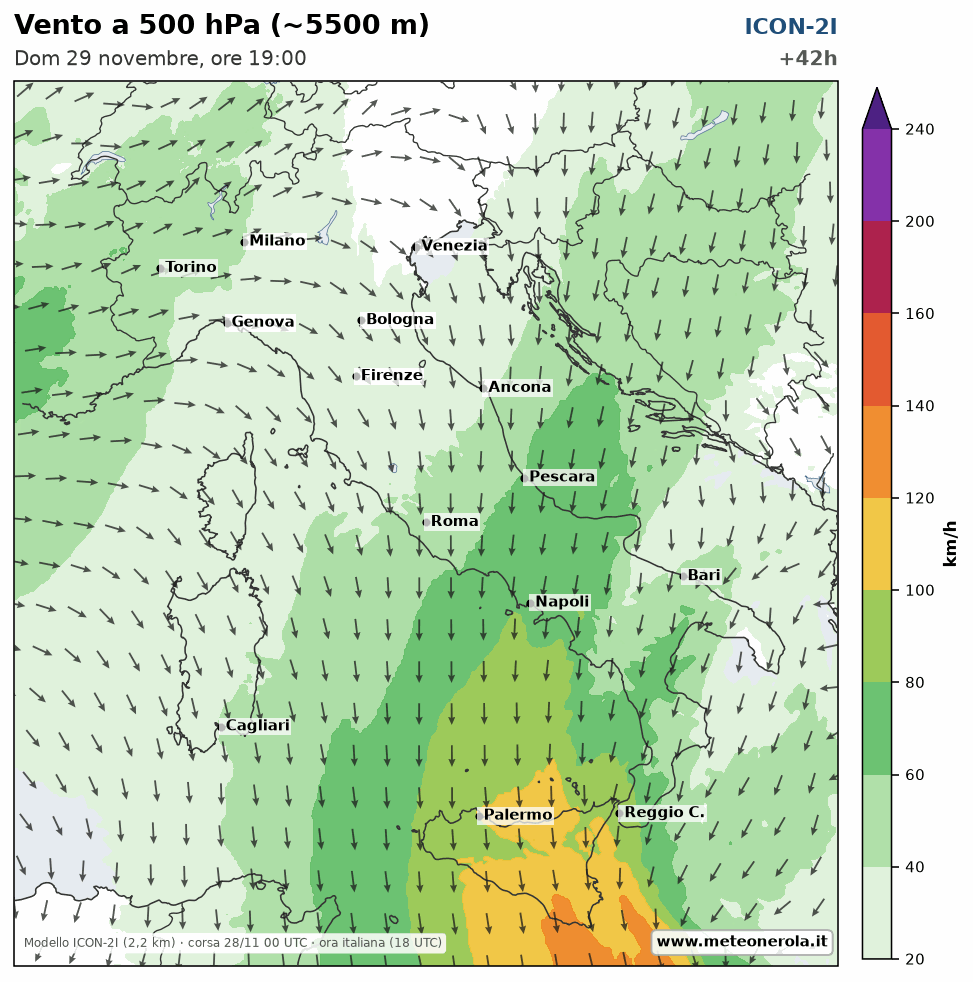 Vento a 500 hPa (~5500 m)
ICON-2I
Dom 29 novembre, ore 19:00
+42h
Milano
Venezia
Torino
Genova
Bologna
Firenze
Ancona
Pescara
Roma
Bari
Napoli
Cagliari
Palermo
Reggio C.
240
200
160
140
120
100
80
60
40
20
km/h
Modello ICON-2I (2,2 km) · corsa 28/11 00 UTC · ora italiana (18 UTC)
www.meteonerola.it